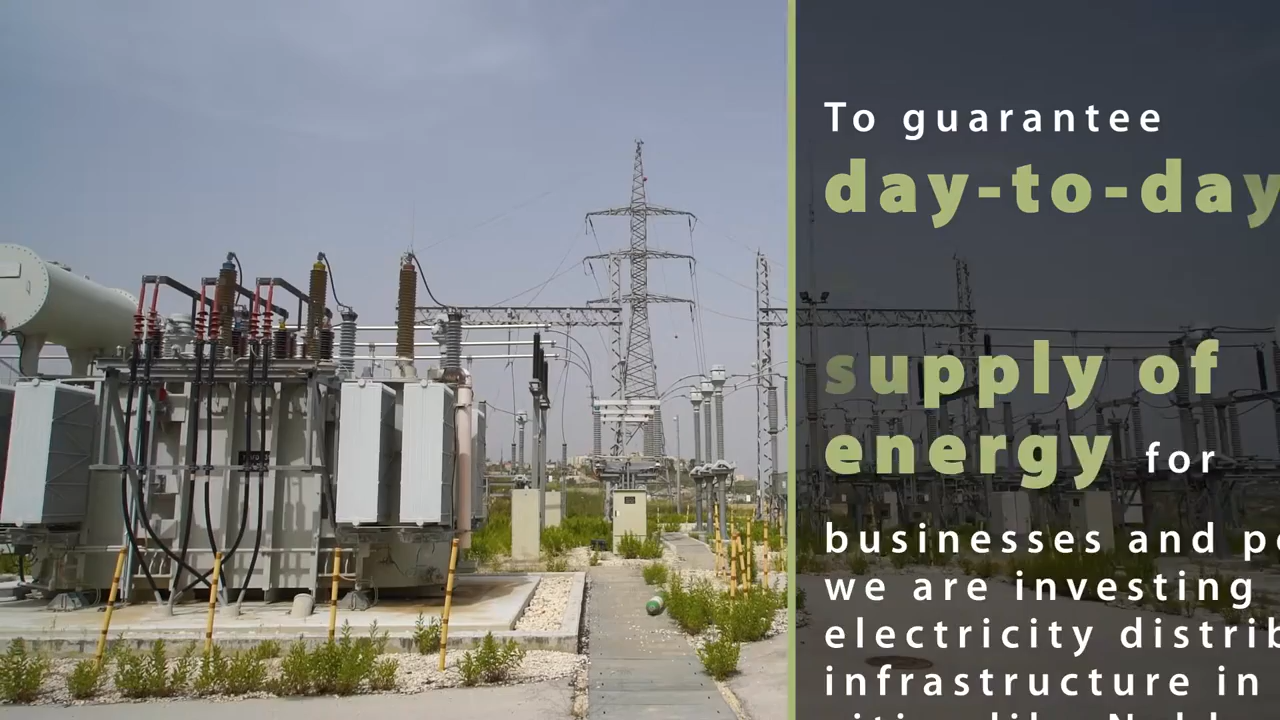 To guarantee
day-to-day
supply of
energy for
businesses and
we are investing
electricity
infrastructure in